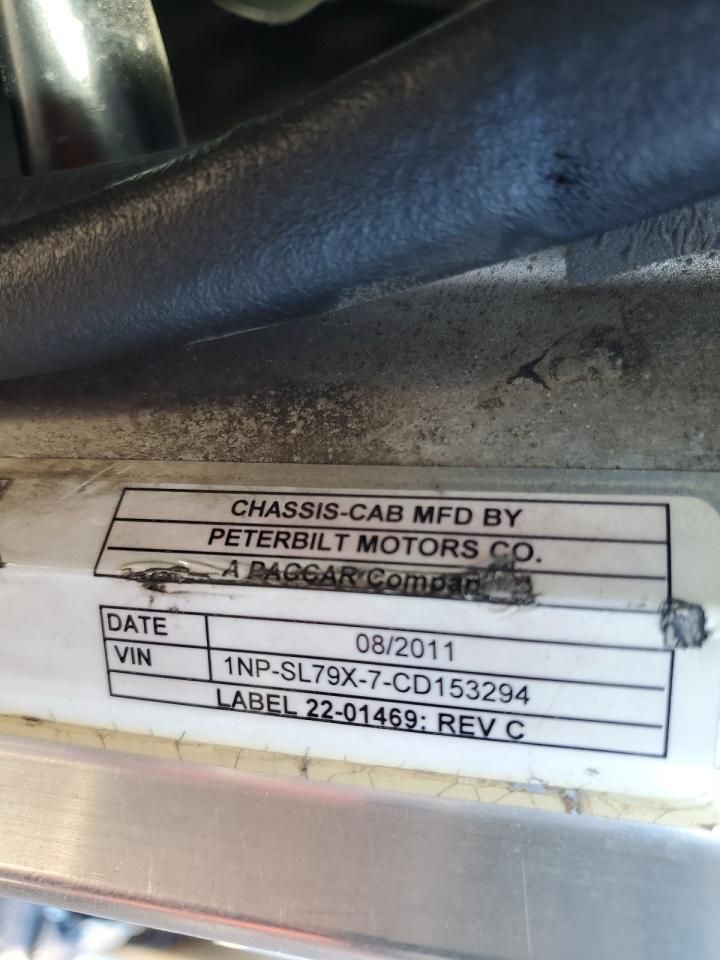 CHASSIS-CAB MFD BY
PETERBILT MOTORS CO.
A PACCAR Compan
DATE 08/2011
VIN 1NP-SL79X-7-CD153294
LABEL 22-01469: REV C